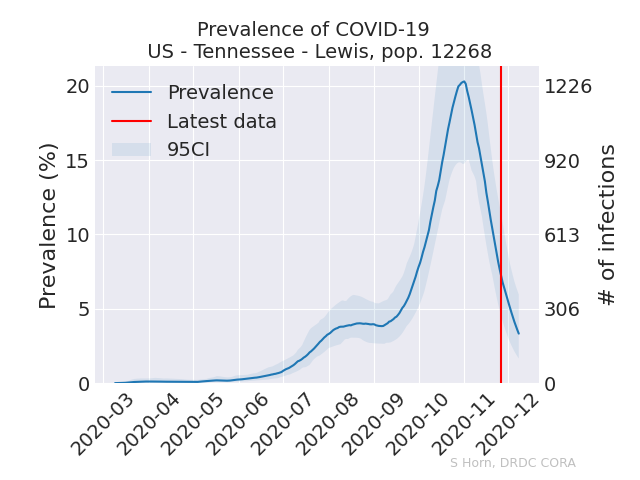 Prevalence of COVID-19
US - Tennessee - Lewis, pop. 12268
Prevalence
Latest data
95CI
Prevalence (%)
20
15
10
5
0
# of infections
1226
920
613
306
0
2020-03
2020-04
2020-05
2020-06
2020-07
2020-08
2020-09
2020-10
2020-11
2020-12
S Horn, DRDC CORA